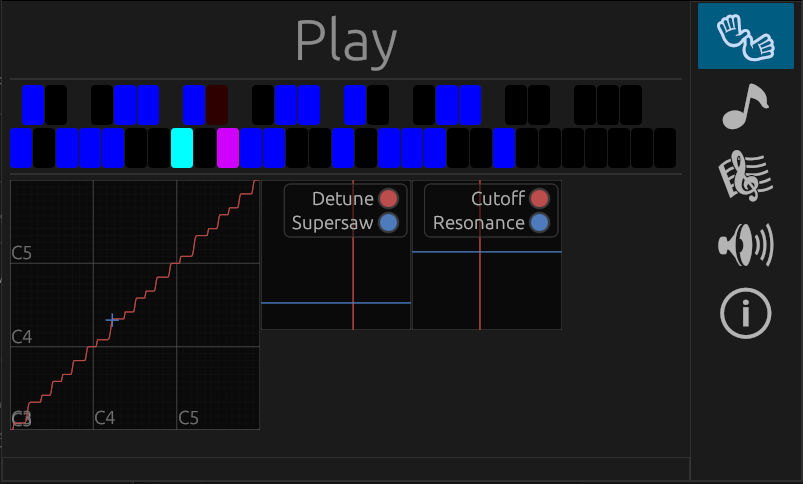 Play
Detune
Supersaw
Cutoff
Resonance
C5
C4
C3
C4
C5